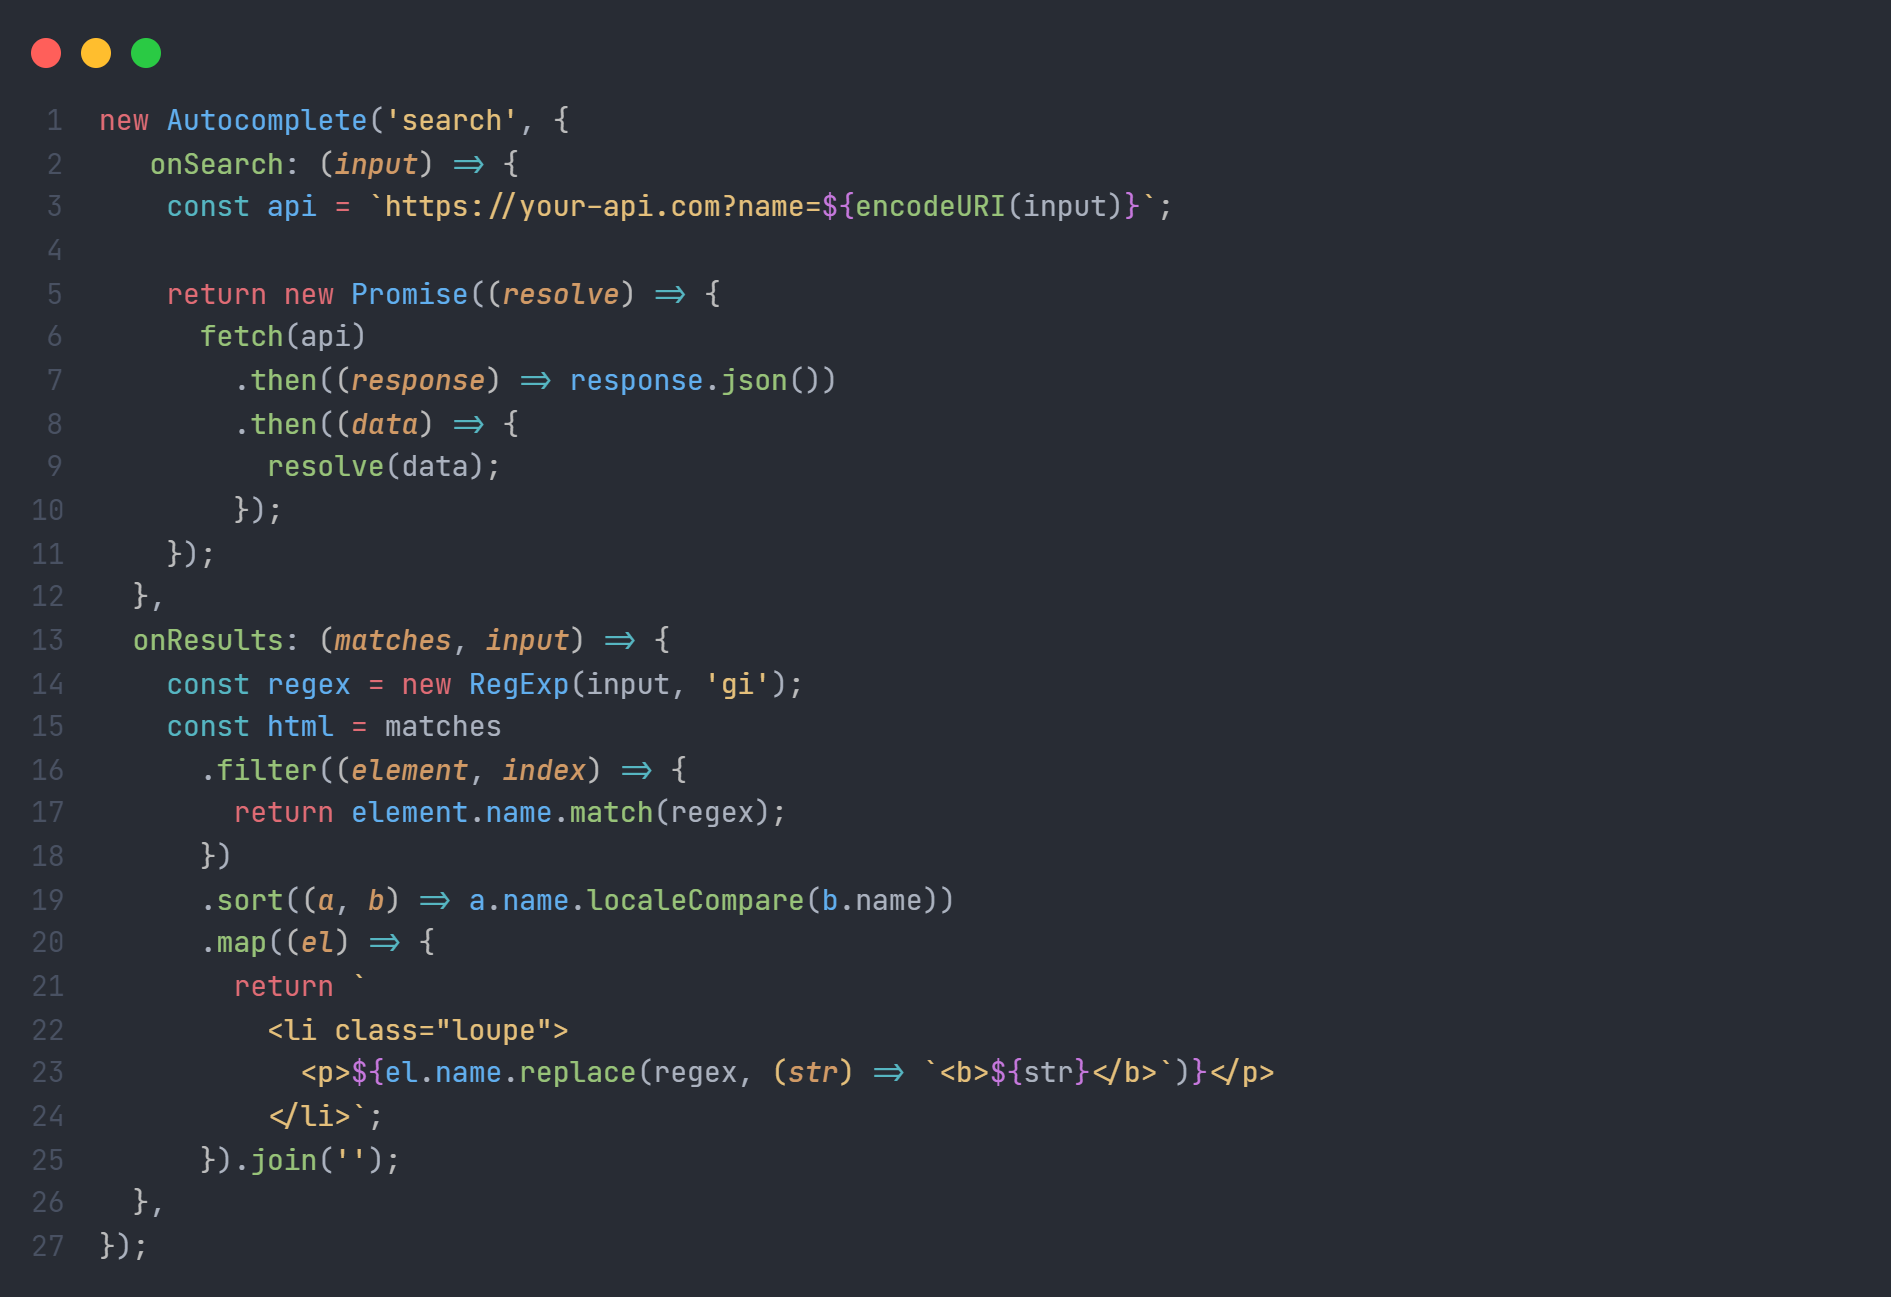 1 new Autocomplete('search', {
2    onSearch: (input) => {
3     const api = `https://your-api.com?name=${encodeURI(input)}`;
4
5     return new Promise((resolve) => {
6       fetch(api)
7         .then((response) => response.json())
8         .then((data) => {
9           resolve(data);
10         });
11     });
12   },
13   onResults: (matches, input) => {
14     const regex = new RegExp(input, 'gi');
15     const html = matches
16       .filter((element, index) => {
17         return element.name.match(regex);
18       })
19       .sort((a, b) => a.name.localeCompare(b.name))
20       .map((el) => {
21         return `
22           <li class="loupe">
23             <p>${el.name.replace(regex, (str) => `<b>${str}</b>`)}</p>
24           </li>`;
25       }).join('');
26   },
27 });